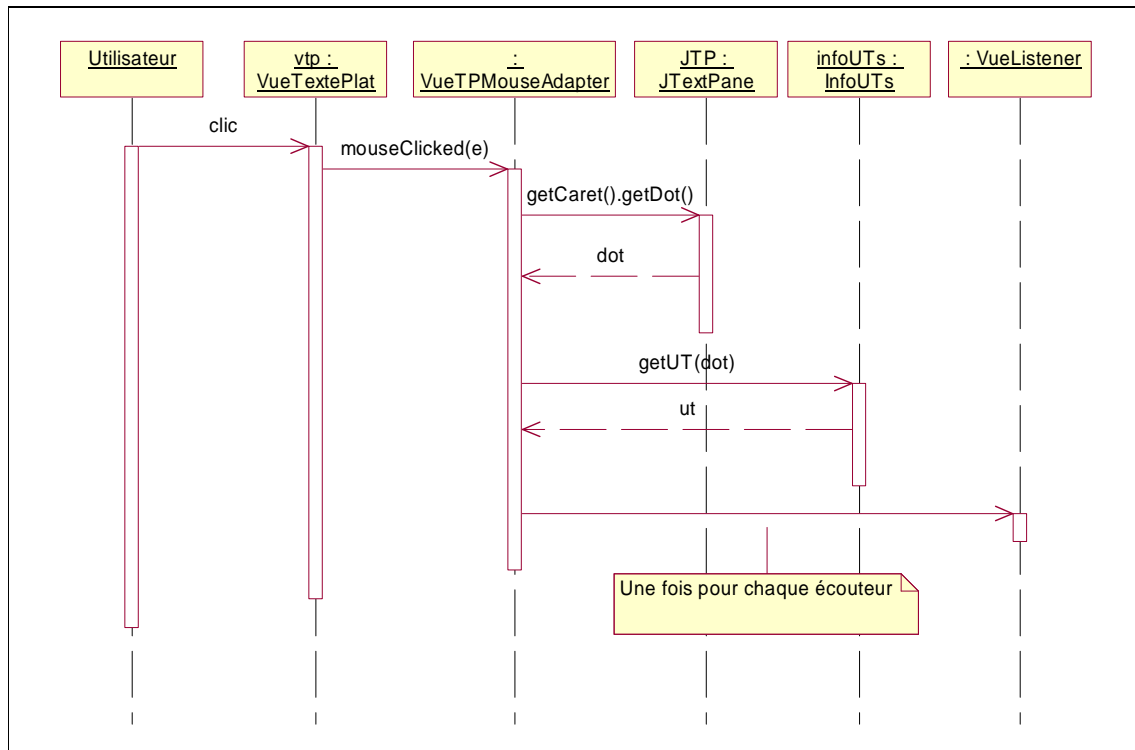 Utilisateur
vtp :
VueTextePlat
:
VueTPMouseAdapter
JTP :
JTextPane
infoUTs :
InfoUTs
: VueListener
clic
mouseClicked(e)
getCaret().getDot()
dot
getUT(dot)
ut
Une fois pour chaque écouteur